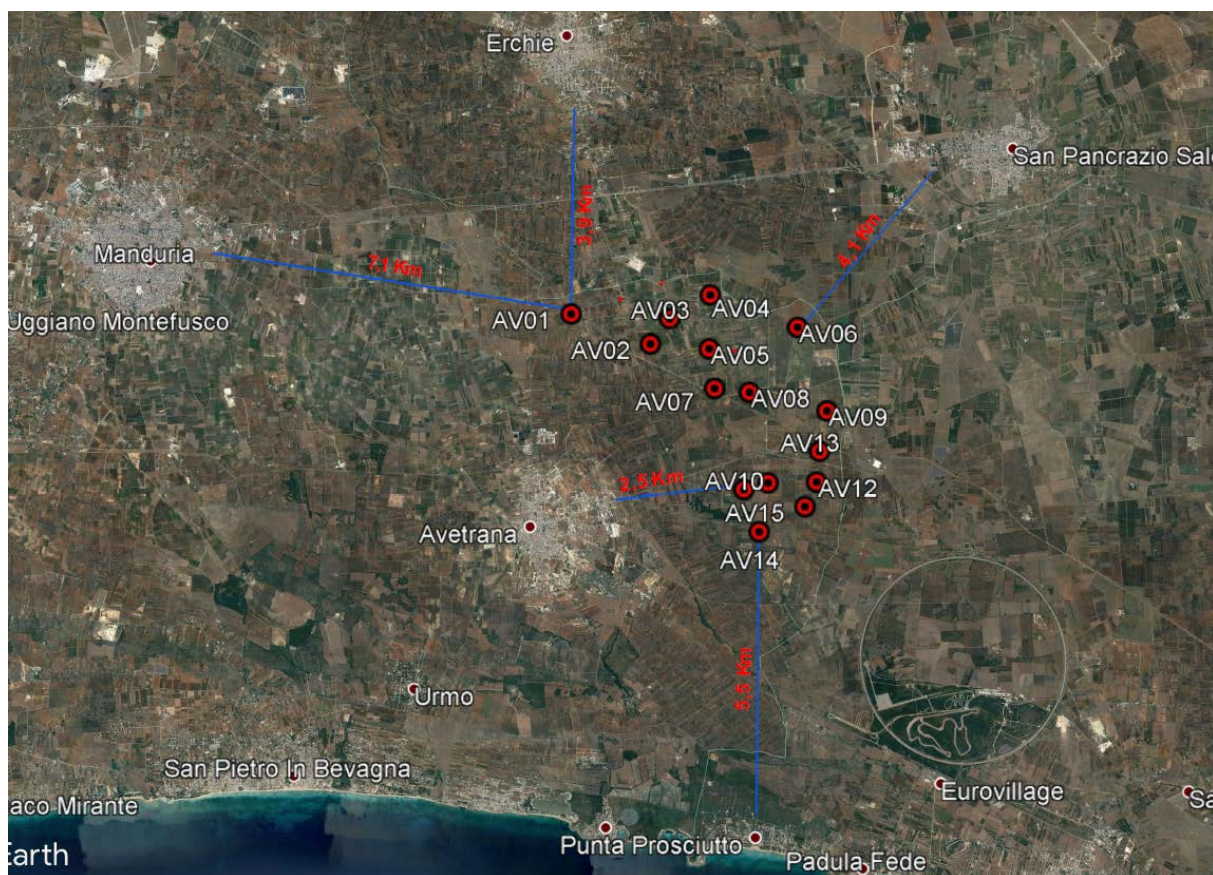 Erchie
San Pancrazio Sale
3,9 Km
4,1 Km
Manduria
7,1 Km
Uggiano Montefusco
AV01
AV03
AV04
AV06
AV02
AV05
AV07
AV08
AV09
AV13
2,5 Km
AV10
AV12
AV15
Avetrana
AV14
5,5 Km
Urmo
San Pietro In Bevagna
aco Mirante
Eurovillage
Sa
Punta Prosciutto
Padula Fede
Earth